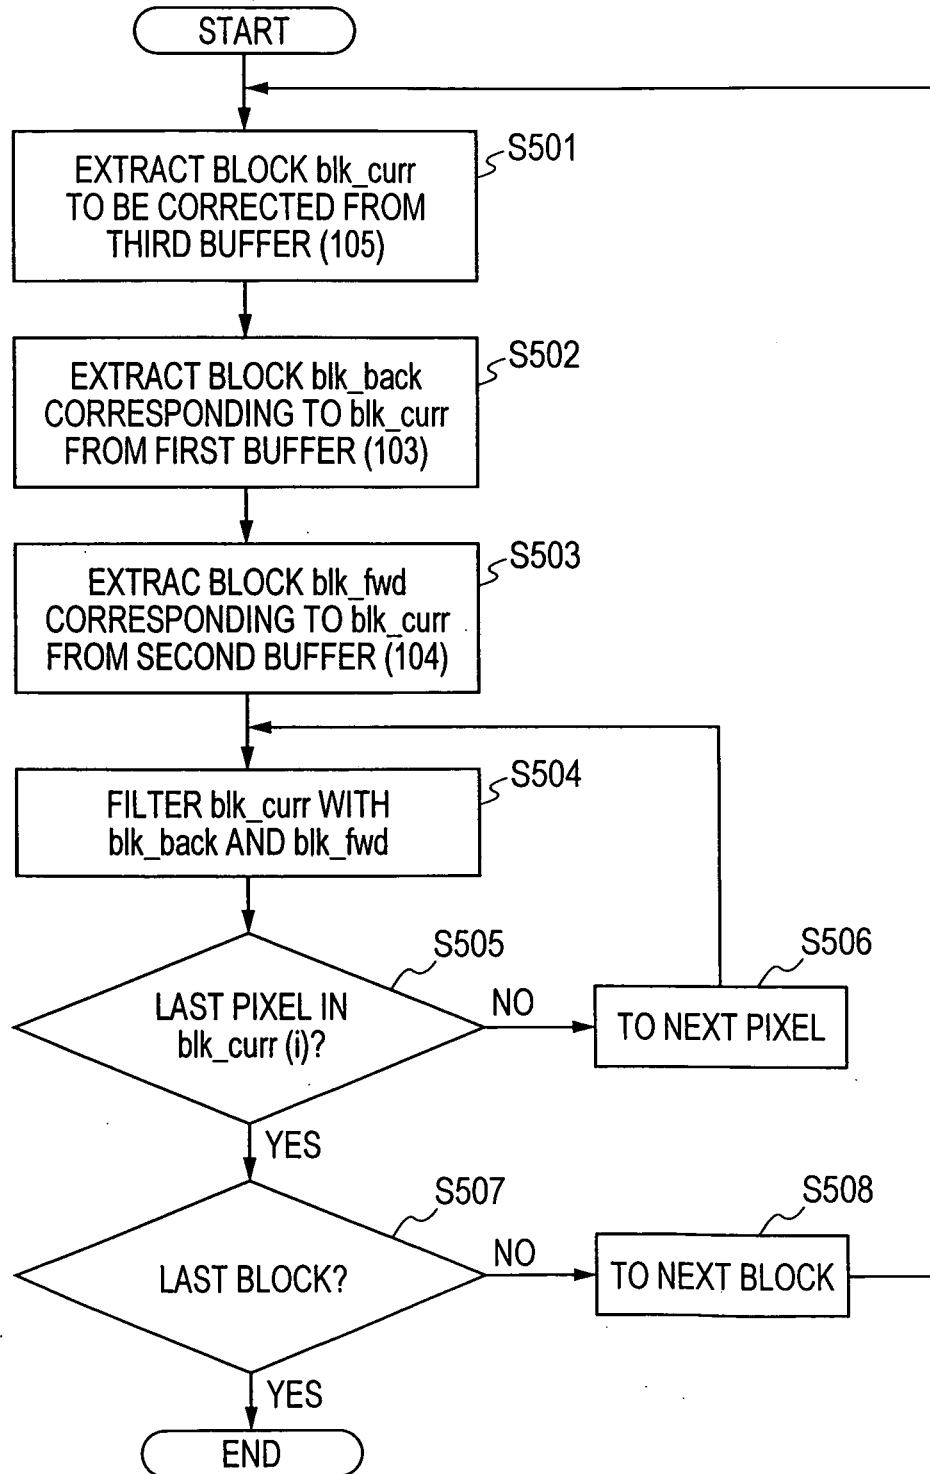 START
S501
EXTRACT BLOCK blk_curr
TO BE CORRECTED FROM
THIRD BUFFER (105)
S502
EXTRACT BLOCK blk_back
CORRESPONDING TO blk_curr
FROM FIRST BUFFER (103)
S503
EXTRAC BLOCK blk_fwd
CORRESPONDING TO blk_curr
FROM SECOND BUFFER (104)
S504
FILTER blk_curr WITH
blk_back AND blk_fwd
S505
LAST PIXEL IN
blk_curr (i)?
NO
S506
TO NEXT PIXEL
YES
S507
LAST BLOCK?
NO
S508
TO NEXT BLOCK
YES
END